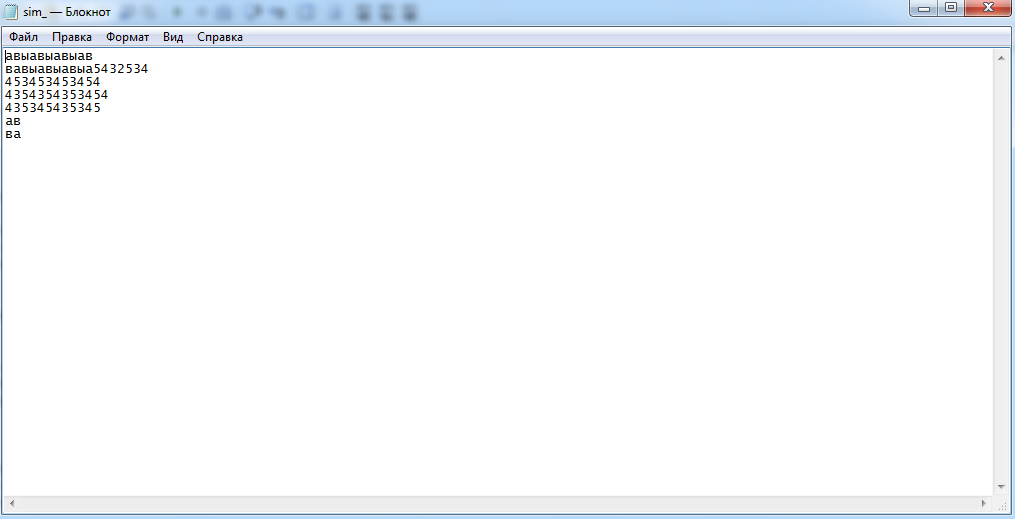 sim_ — Блокнот
Файл Правка Формат Вид Справка
авыавыавыав
вавыавыавыа5432534
453453453454
4354354353454
435345435345
ав
ва